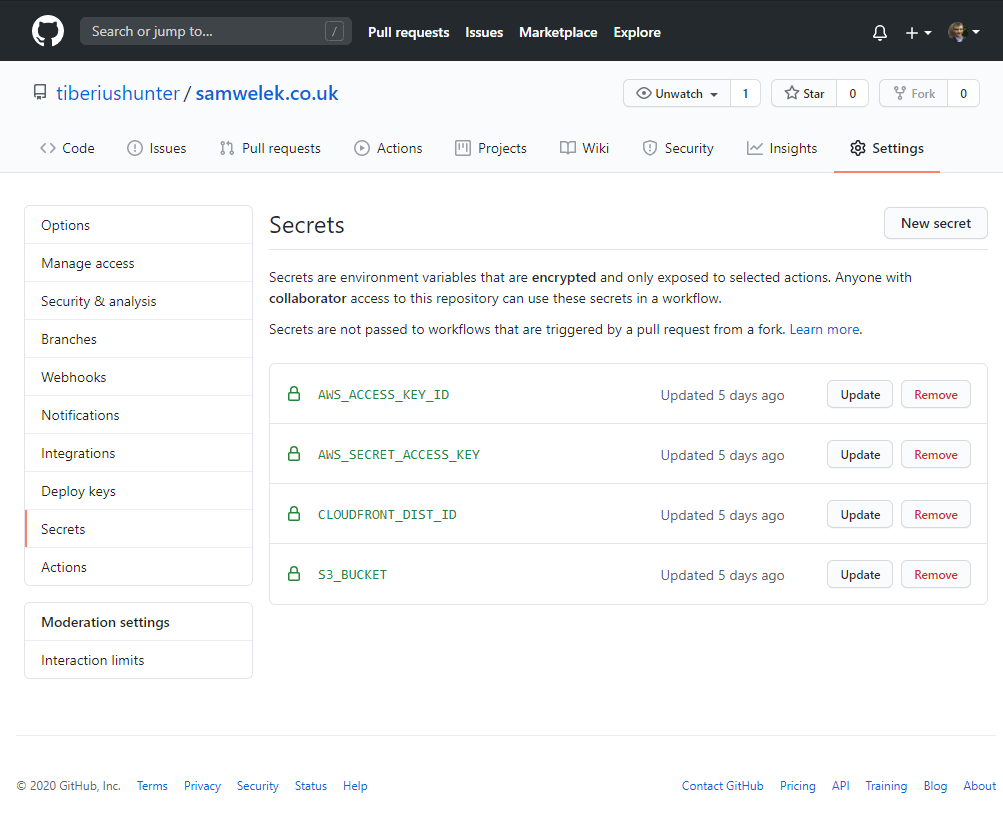 Search or jump to... / Pull requests Issues Marketplace Explore
tiberiushunter / samwelek.co.uk Unwatch 1 Star 0 Fork 0
Code Issues Pull requests Actions Projects Wiki Security Insights Settings
Options
Manage access
Security & analysis
Branches
Webhooks
Notifications
Integrations
Deploy keys
Secrets
Actions
Moderation settings
Interaction limits
Secrets New secret
Secrets are environment variables that are encrypted and only exposed to selected actions. Anyone with
collaborator access to this repository can use these secrets in a workflow.
Secrets are not passed to workflows that are triggered by a pull request from a fork. Learn more.
AWS_ACCESS_KEY_ID Updated 5 days ago Update Remove
AWS_SECRET_ACCESS_KEY Updated 5 days ago Update Remove
CLOUDFRONT_DIST_ID Updated 5 days ago Update Remove
S3_BUCKET Updated 5 days ago Update Remove
© 2020 GitHub, Inc. Terms Privacy Security Status Help Contact GitHub Pricing API Training Blog About